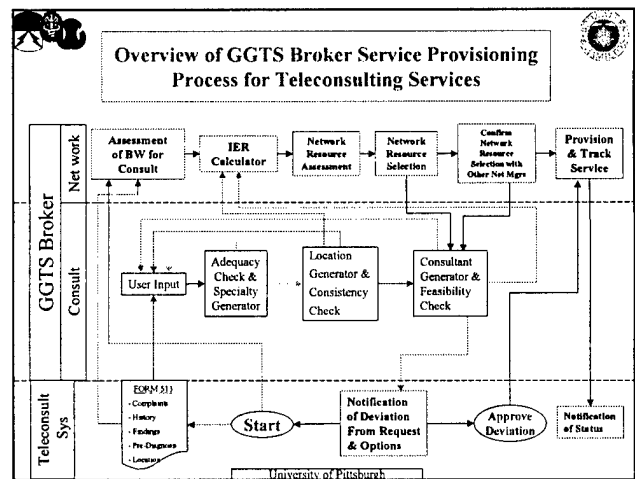 Overview of GGTS Broker Service Provisioning
Process for Teleconsulting Services
GGTS Broker
Net work
Assessment
of BW for
Consult
IER
Calculator
Network
Resource
Assessment
Network
Resource
Selection
Confirm
Network
Resource
Selection with
Other Net Mgrs
Provision
& Track
Service
Consult
User Input
Adequacy
Check &
Specialty
Generator
Location
Generator &
Consistency
Check
Consultant
Generator &
Feasibility
Check
Teleconsult
Sys
FORM 513
- Complaints
- History
- Findings
- Pre-Diagnosis
- Location
Start
Notification
of Deviation
From Request
& Options
Approve
Deviation
Notification
of Status
University of Pittsburgh